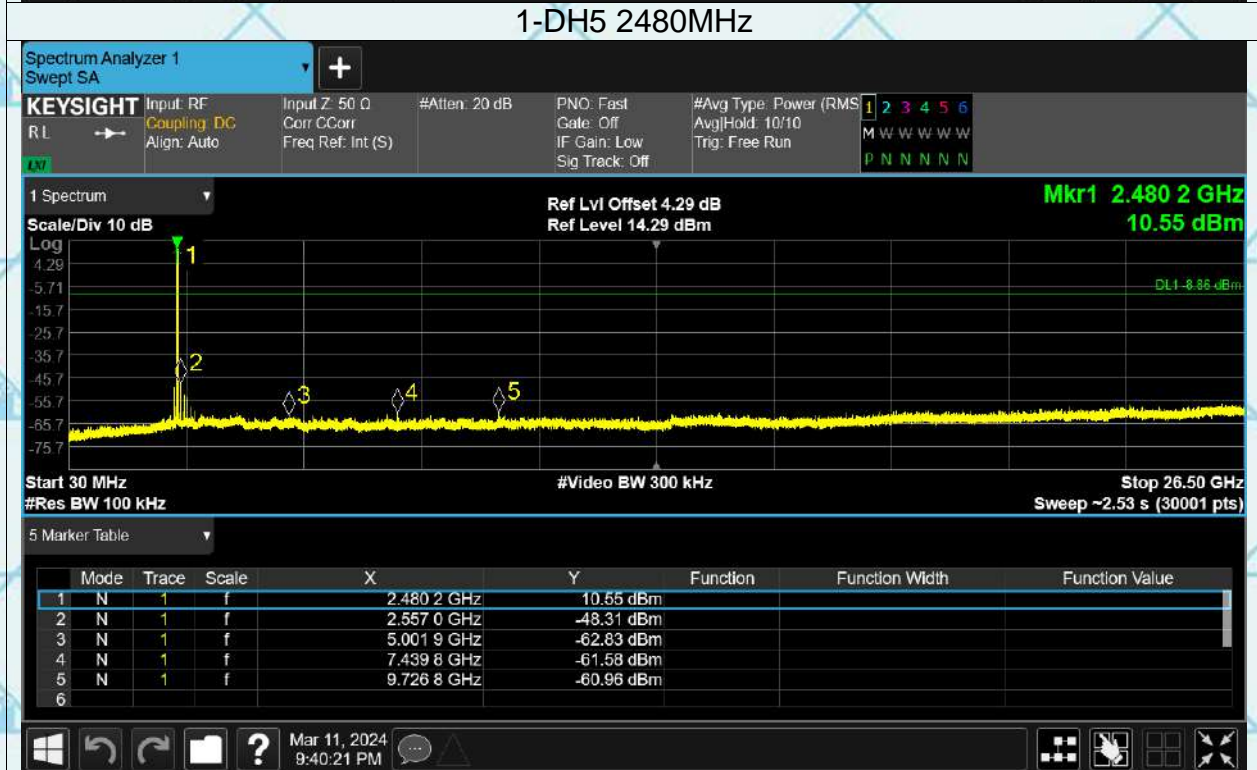 1-DH5 2480MHz
Spectrum Analyzer 1
Swept SA
+
KEYSIGHT Input: RF Input Z: 50 Ω #Atten: 20 dB PNO: Fast #Avg Type: Power (RMS 1 2 3 4 5 6
RL Coupling: DC Corr CCorr Gate: Off Avg|Hold: 10/10 M W W W W W
Align: Auto Freq Ref: Int (S) IF Gain: Low Trig: Free Run
LXI Sig Track: Off P N N N N N
1 Spectrum Ref Lvl Offset 4.29 dB Mkr1 2.480 2 GHz
Scale/Div 10 dB Ref Level 14.29 dBm 10.55 dBm
Log
1
4.29
-5.71 DL1 -8.86 dBm
-15.7
-25.7
-35.7
2
-45.7
3 4 5
-55.7
-65.7
-75.7
Start 30 MHz #Video BW 300 kHz Stop 26.50 GHz
#Res BW 100 kHz Sweep ~2.53 s (30001 pts)
5 Marker Table
Mode Trace Scale X Y Function Function Width Function Value
1 N 1 f 2.480 2 GHz 10.55 dBm
2 N 1 f 2.557 0 GHz -48.31 dBm
3 N 1 f 5.001 9 GHz -62.83 dBm
4 N 1 f 7.439 8 GHz -61.58 dBm
5 N 1 f 9.726 8 GHz -60.96 dBm
6
? Mar 11, 2024
9:40:21 PM